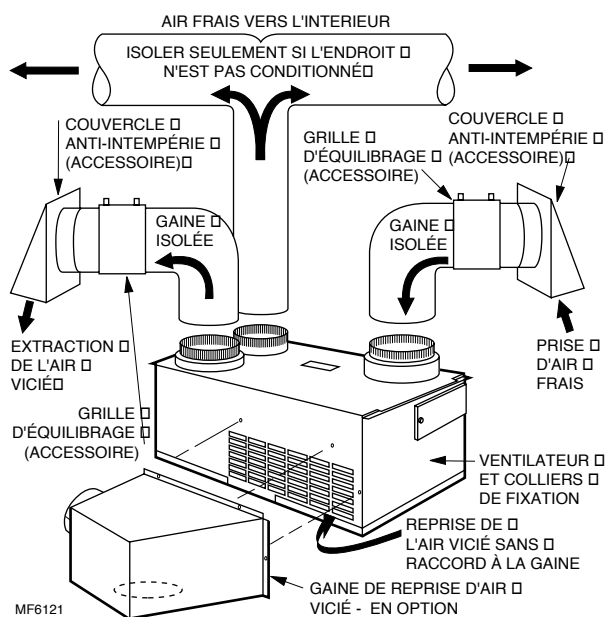 AIR FRAIS VERS L'INTERIEUR
ISOLER SEULEMENT SI L'ENDROIT
N'EST PAS CONDITIONNÉ
COUVERCLE
ANTI-INTEMPÉRIE
(ACCESSOIRE)
GRILLE
D'ÉQUILIBRAGE
(ACCESSOIRE)
COUVERCLE
ANTI-INTEMPÉRIE
(ACCESSOIRE)
GAINE
ISOLÉE
GAINE
ISOLÉE
EXTRACTION
DE L'AIR
VICIÉ
PRISE
D'AIR
FRAIS
GRILLE
D'ÉQUILIBRAGE
(ACCESSOIRE)
VENTILATEUR
ET COLLIERS
DE FIXATION
REPRISE DE
L'AIR VICIÉ SANS
RACCORD À LA GAINE
GAINE DE REPRISE D'AIR
VICIÉ - EN OPTION
MF6121